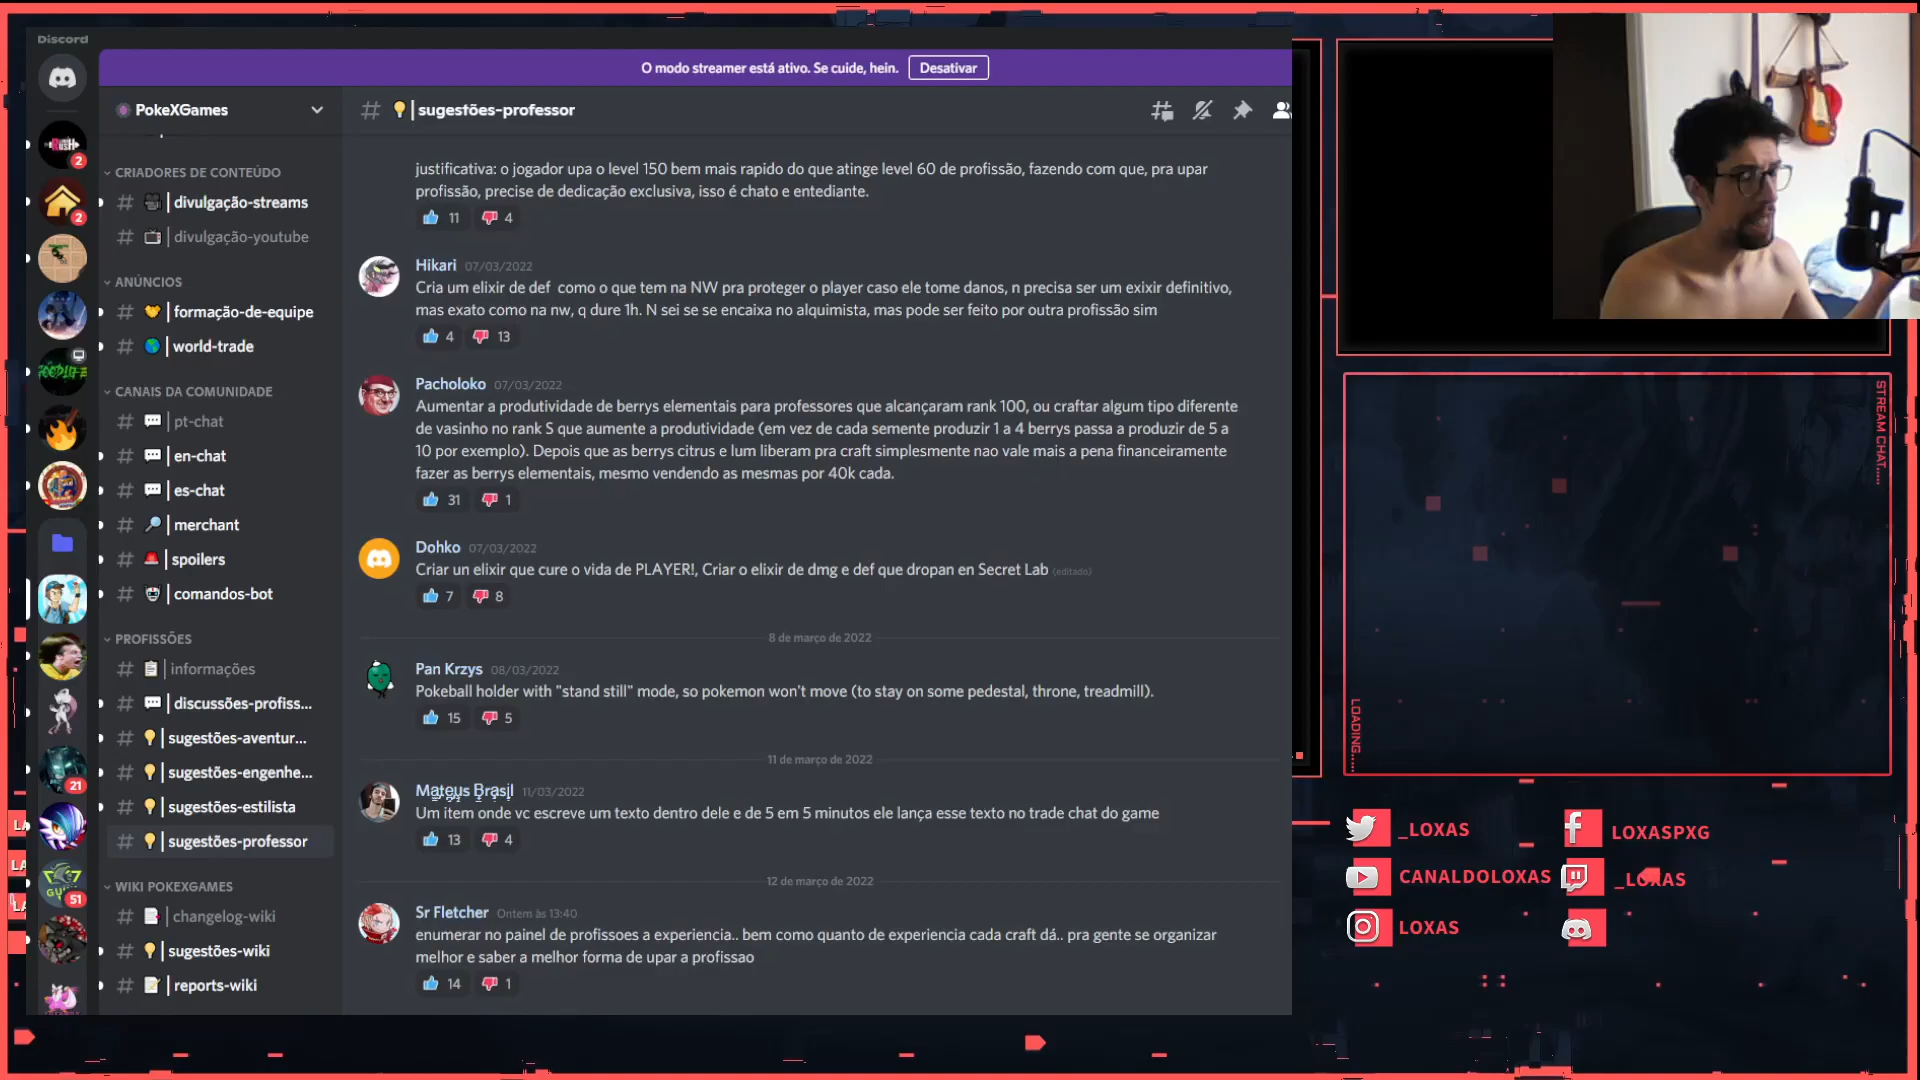 Discord
O modo streamer está ativo. Se cuide, hein. Desativar
PokeXGames
sugestões-professor
CRIADORES DE CONTEÚDO
divulgação-streams
divulgação-youtube
ANÚNCIOS
formação-de-equipe
world-trade
CANAIS DA COMUNIDADE
pt-chat
en-chat
es-chat
merchant
spoilers
comandos-bot
PROFISSÕES
informações
discussões-profiss...
sugestões-aventur...
sugestões-engenhe...
sugestões-estilista
sugestões-professor
WIKI POKEXGAMES
changelog-wiki
sugestões-wiki
reports-wiki
2
2
21
51
justificativa: o jogador upa o level 150 bem mais rapido do que atinge level 60 de profissão, fazendo com que, pra upar
profissão, precise de dedicação exclusiva, isso é chato e entediante.
11 4
Hikari 07/03/2022
Cria um elixir de def como o que tem na NW pra proteger o player caso ele tome danos, n precisa ser um exixir definitivo,
mas exato como na nw, q dure 1h. N sei se se encaixa no alquimista, mas pode ser feito por outra profissão sim
4 13
Pacholoko 07/03/2022
Aumentar a produtividade de berrys elementais para professores que alcançaram rank 100, ou craftar algum tipo diferente
de vasinho no rank S que aumente a produtividade (em vez de cada semente produzir 1 a 4 berrys passa a produzir de 5 a
10 por exemplo). Depois que as berrys citrus e lum liberam pra craft simplesmente nao vale mais a pena financeiramente
fazer as berrys elementais, mesmo vendendo as mesmas por 40k cada.
31 1
Dohko 07/03/2022
Criar un elixir que cure o vida de PLAYER!, Criar o elixir de dmg e def que dropan en Secret Lab (editado)
7 8
8 de março de 2022
Pan Krzys 08/03/2022
Pokeball holder with "stand still" mode, so pokemon won't move (to stay on some pedestal, throne, treadmill).
15 5
11 de março de 2022
Mateus Brasil 11/03/2022
Um item onde vc escreve um texto dentro dele e de 5 em 5 minutos ele lança esse texto no trade chat do game
13 4
12 de março de 2022
Sr Fletcher Ontem às 13:40
enumerar no painel de profissoes a experiencia.. bem como quanto de experiencia cada craft dá.. pra gente se organizar
melhor e saber a melhor forma de upar a profissao
14 1
STREAM CHAT.....
LOADING.....
_LOXAS
LOXASPXG
CANALDOLOXAS
_LOXAS
LOXAS